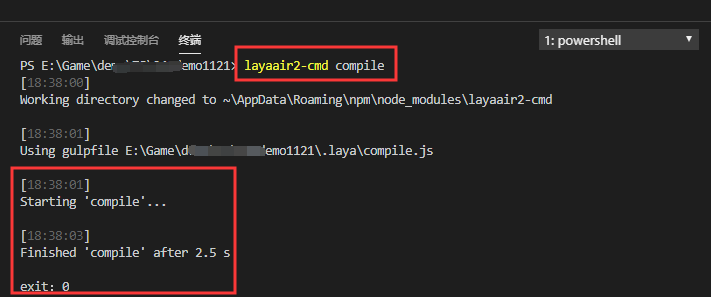 问题 输出 调试控制台 终端 1: powershell
PS E:\Game\de emo1121> layaair2-cmd compile
[18:38:00]
Working directory changed to ~\AppData\Roaming\npm\node_modules\layaair2-cmd
[18:38:01]
Using gulpfile E:\Game\d emo1121\.laya\compile.js
[18:38:01]
Starting 'compile'...
[18:38:03]
Finished 'compile' after 2.5 s
exit: 0